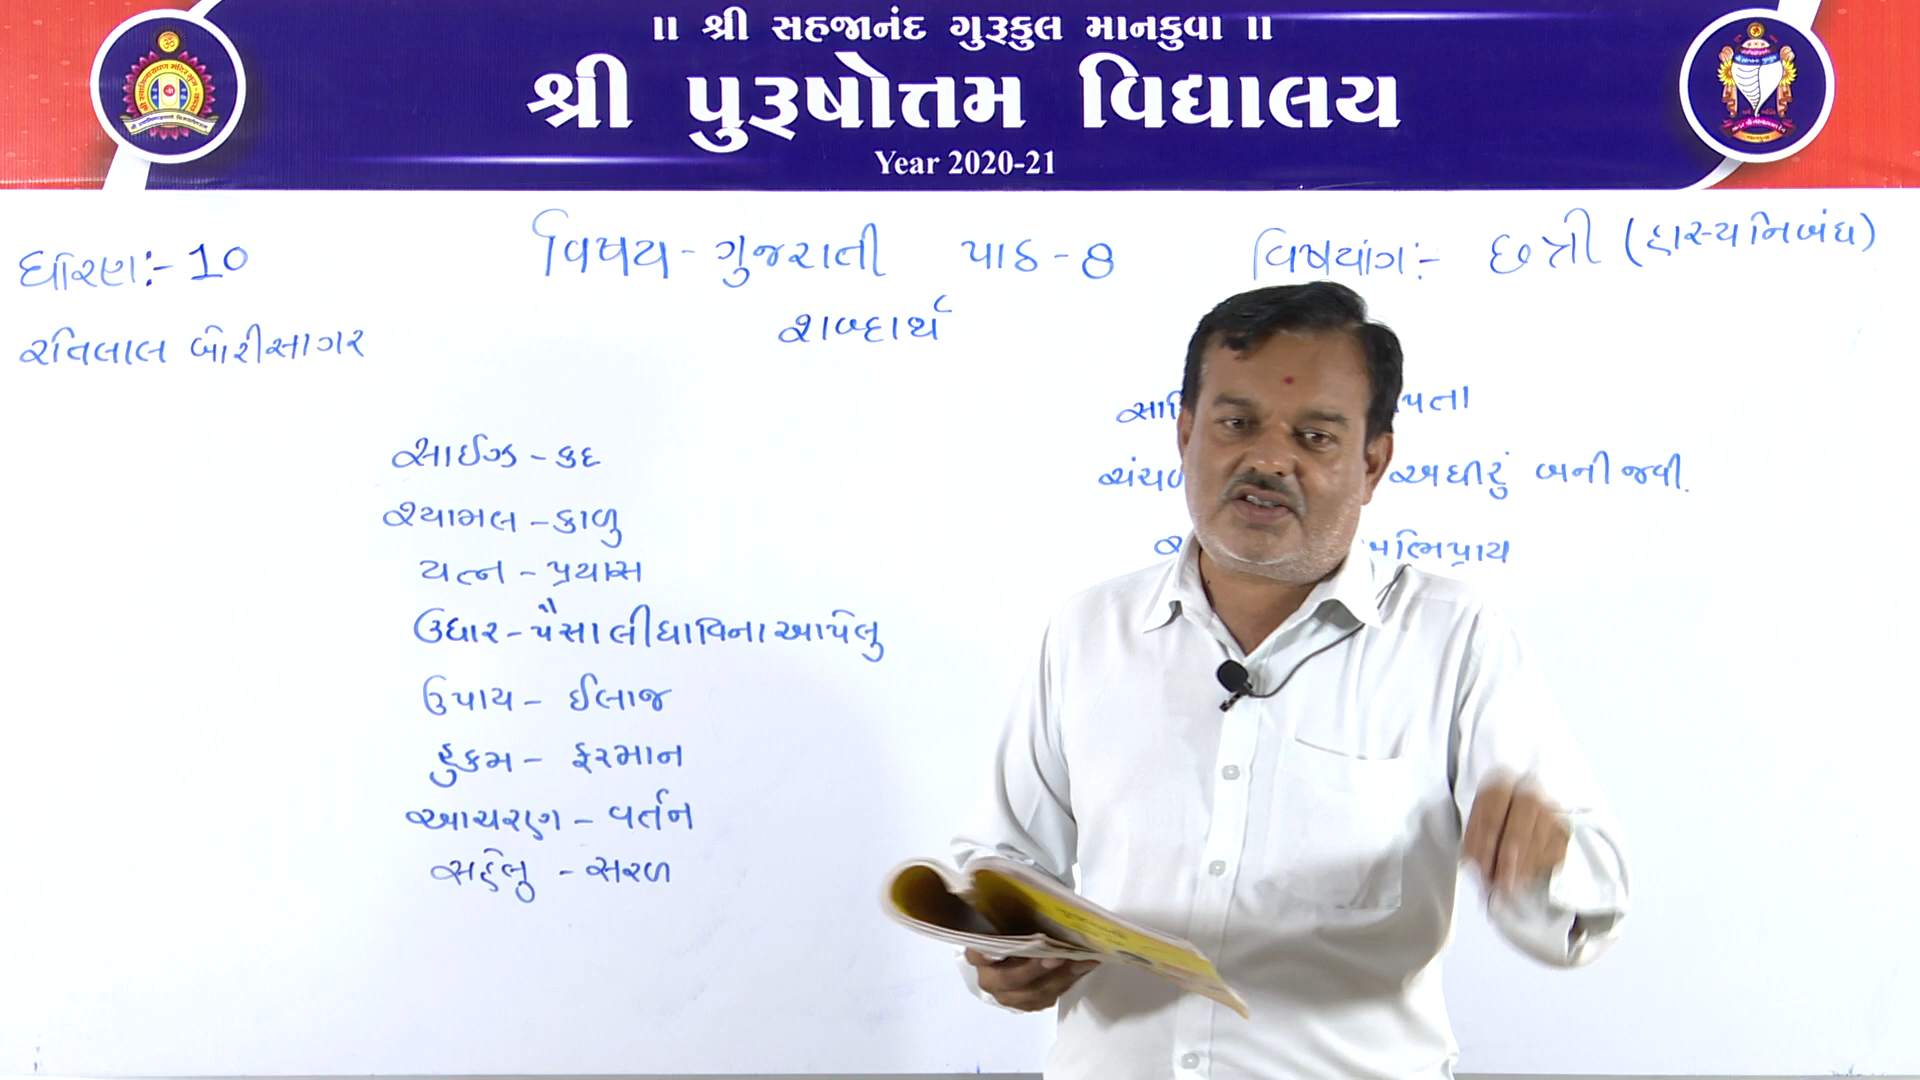 ॥ શ્રી સહજાનંદ ગુરૂકુલ માનકુવા ॥
શ્રી પુરૂષોત્તમ વિદ્યાલય
Year 2020-21
ધોરણ:- 10
વિષય - ગુજરાતી પાઠ - 8
વિષયાંગ:- છત્રી (હાસ્યનિબંધ)
રતિલાલ બોરીસાગર
શબ્દાર્થ
સાઈઝ - કદ
શ્યામલ - કાળુ
યત્ન - પ્રયાસ
ઉધાર - પૈસા લીધા વિના આપેલુ
ઉપાય - ઈલાજ
હુકમ - ફરમાન
આચરણ - વર્તન
સહેલુ - સરળ
અધીરું બની જવી.